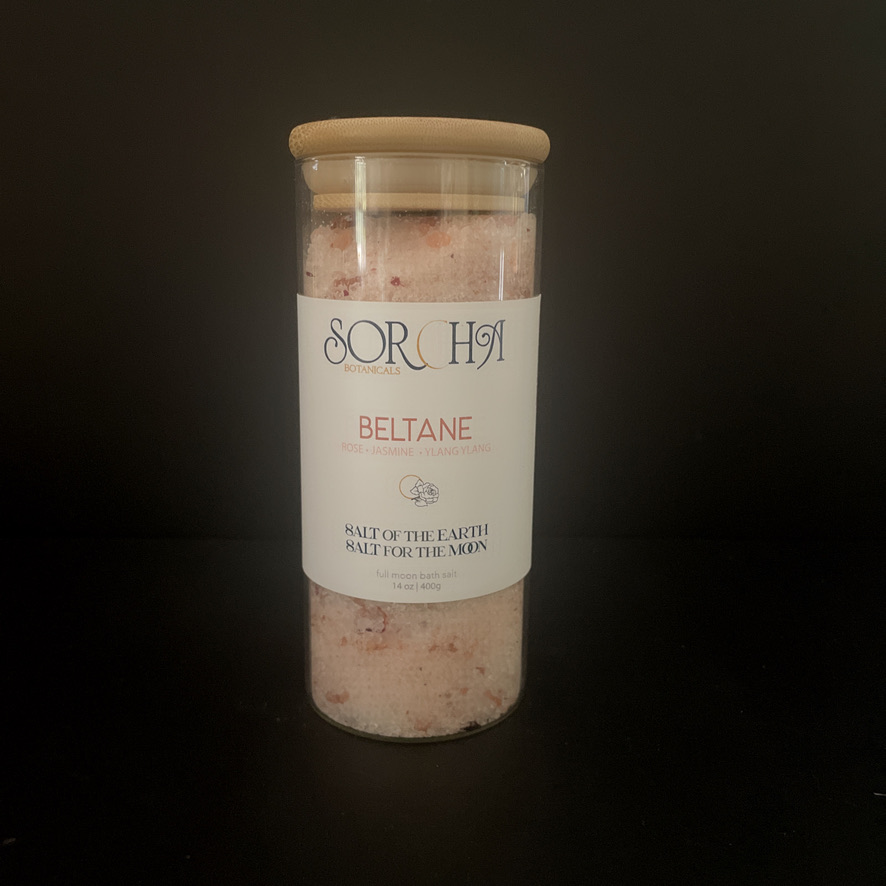 SORCHA
BOTANICALS
BELTANE
ROSE • JASMINE • YLANG YLANG
SALT OF THE EARTH
SALT FOR THE MOON
full moon bath salt
14 oz | 400g